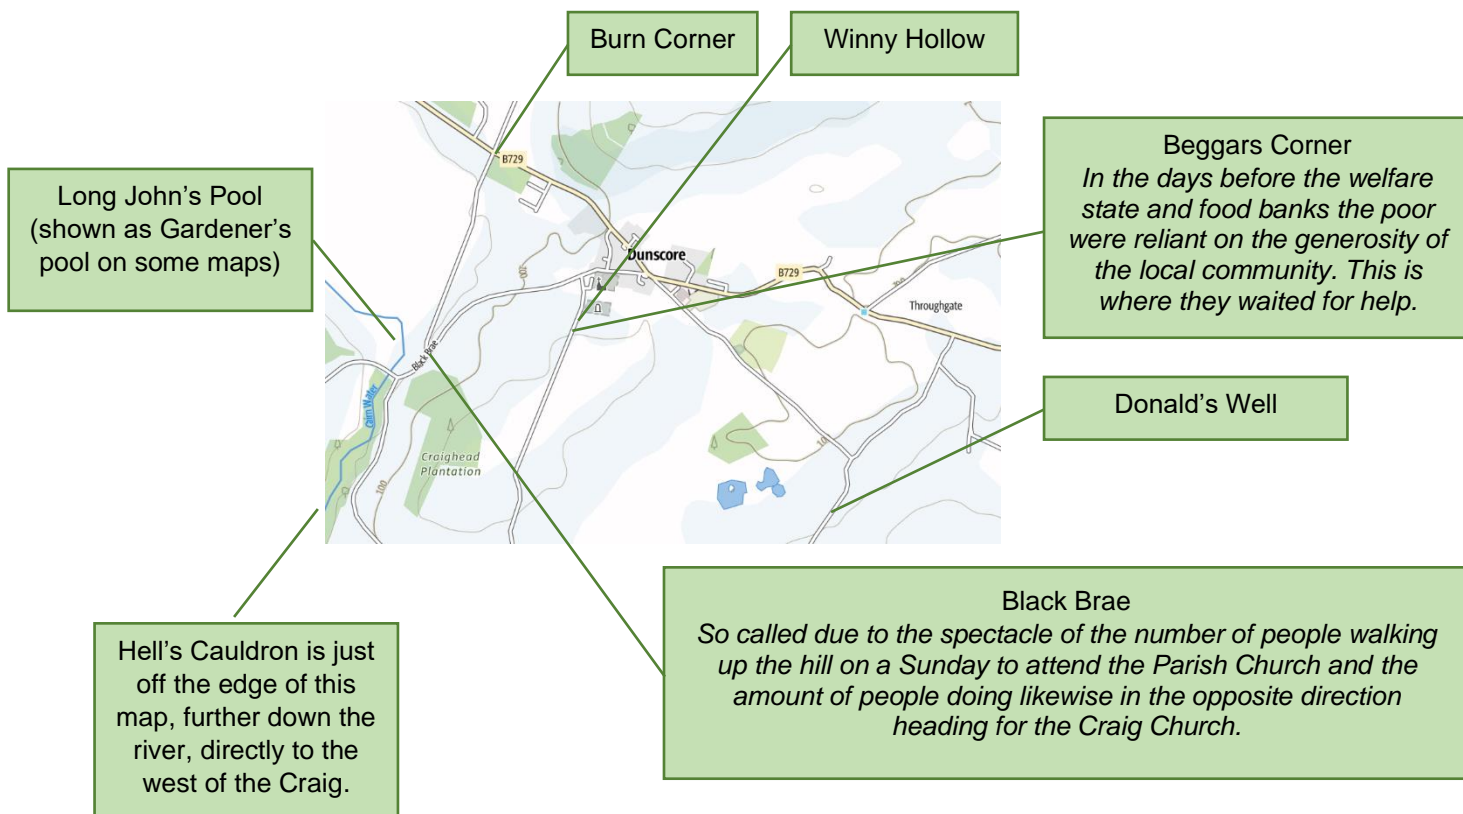 Burn Corner
Winny Hollow
Long John’s Pool
(shown as Gardener’s
pool on some maps)
Beggars Corner
In the days before the welfare
state and food banks the poor
were reliant on the generosity of
the local community. This is
where they waited for help.
B729
Dunscore
B729
Throughgate
100
Black Brae
Cairn Water
Craighead
Plantation
100
Donald’s Well
Black Brae
So called due to the spectacle of the number of people walking
up the hill on a Sunday to attend the Parish Church and the
amount of people doing likewise in the opposite direction
heading for the Craig Church.
Hell’s Cauldron is just
off the edge of this
map, further down the
river, directly to the
west of the Craig.